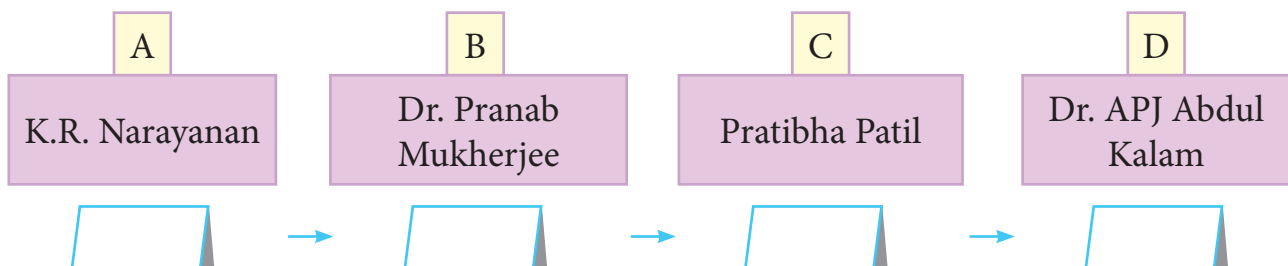 A
B
C
D
K.R. Narayanan
Dr. Pranab
Mukherjee
Pratibha Patil
Dr. APJ Abdul
Kalam